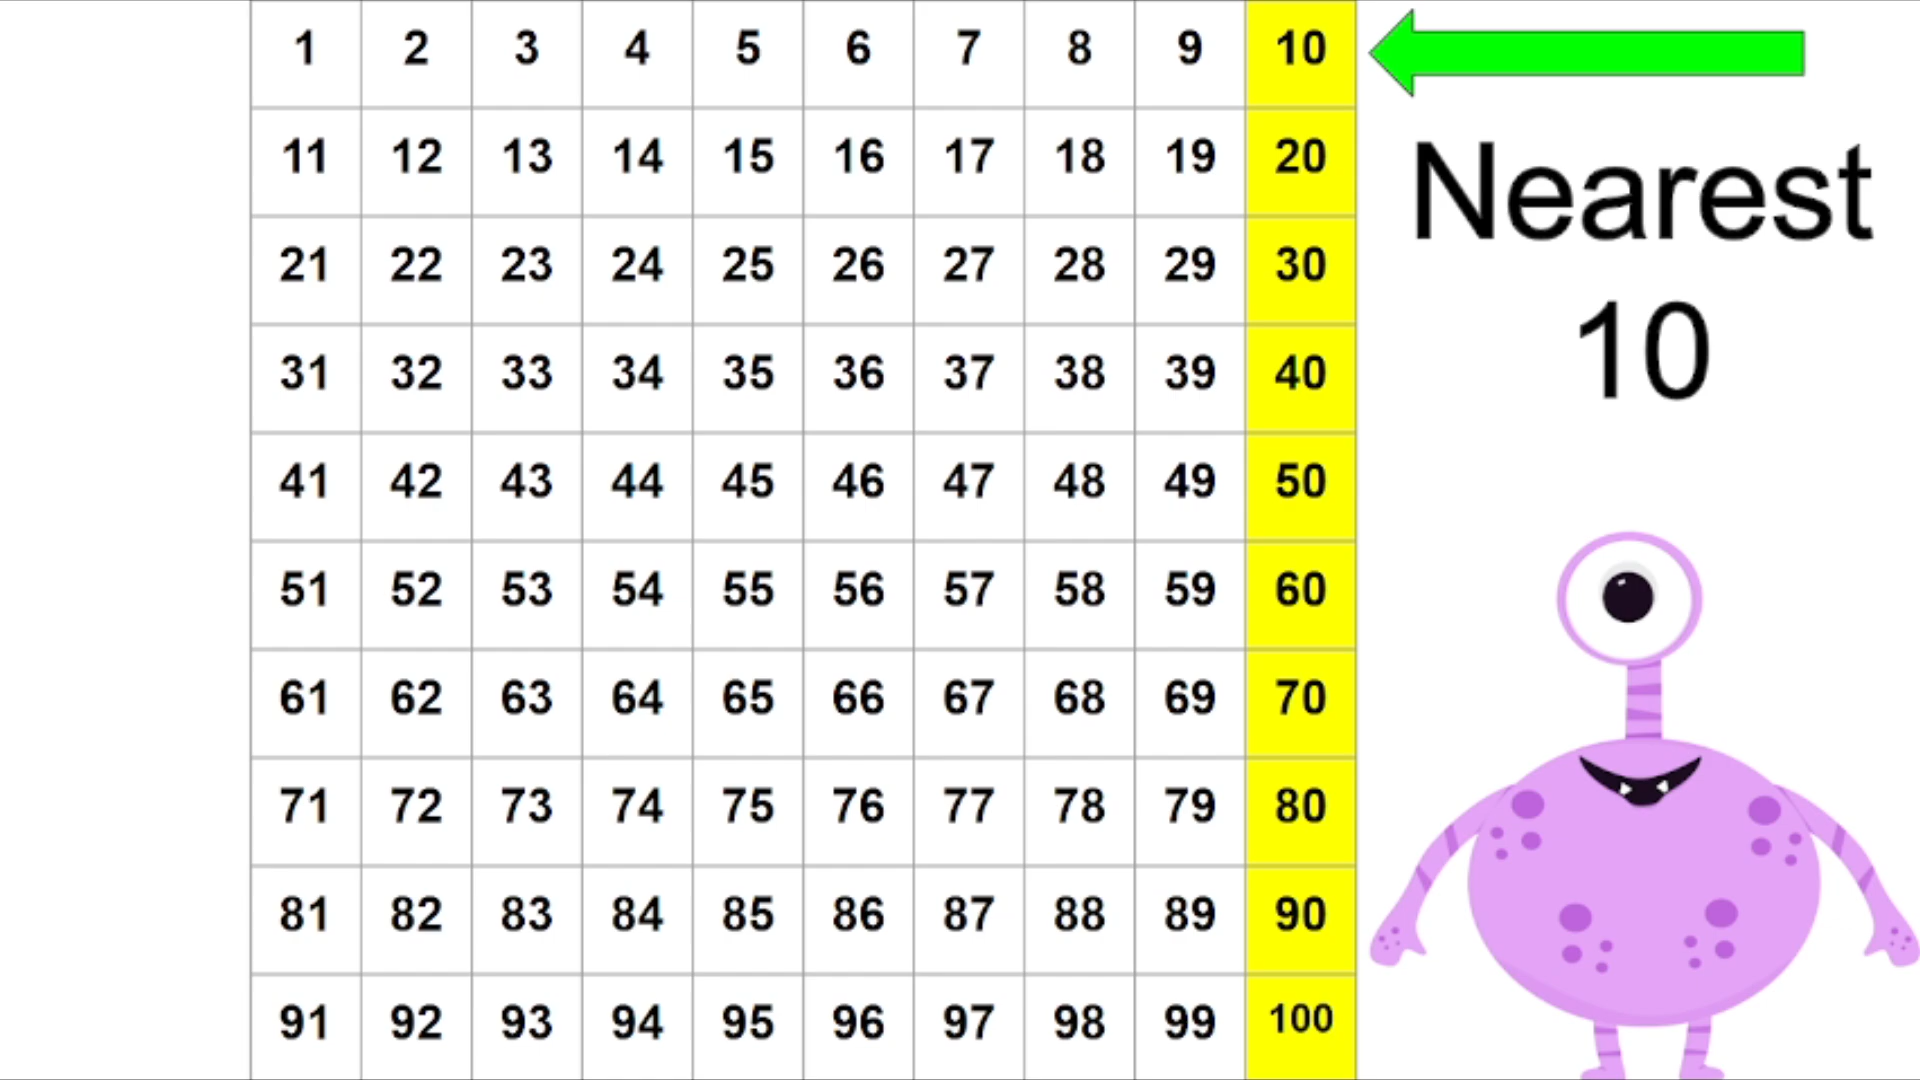 1 2 3 4 5 6 7 8 9 10
11 12 13 14 15 16 17 18 19 20
21 22 23 24 25 26 27 28 29 30
31 32 33 34 35 36 37 38 39 40
41 42 43 44 45 46 47 48 49 50
51 52 53 54 55 56 57 58 59 60
61 62 63 64 65 66 67 68 69 70
71 72 73 74 75 76 77 78 79 80
81 82 83 84 85 86 87 88 89 90
91 92 93 94 95 96 97 98 99 100
Nearest
10